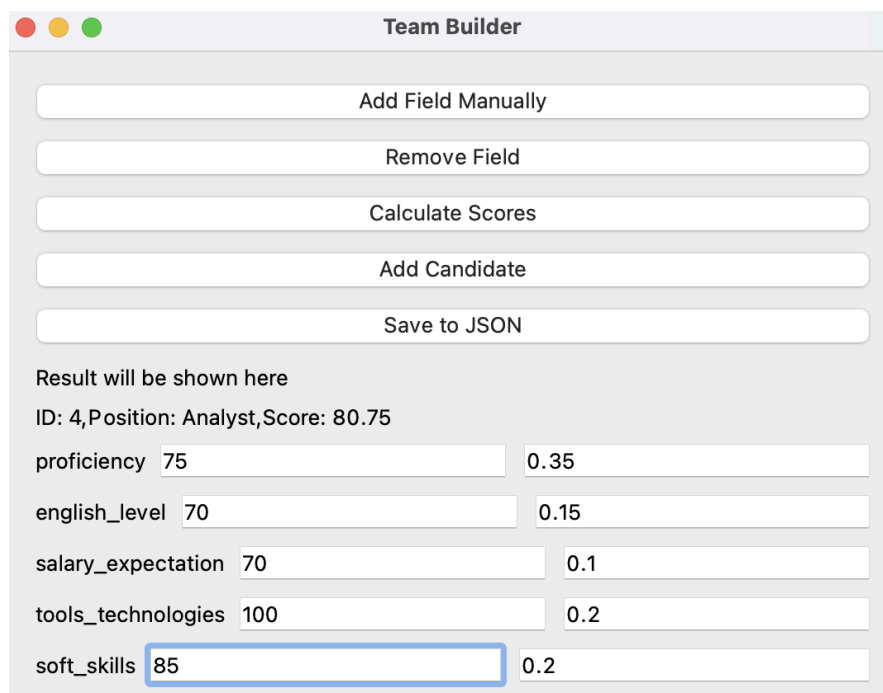 Team Builder
Add Field Manually
Remove Field
Calculate Scores
Add Candidate
Save to JSON
Result will be shown here
ID: 4,Position: Analyst,Score: 80.75
proficiency 75 0.35
english_level 70 0.15
salary_expectation 70 0.1
tools_technologies 100 0.2
soft_skills 85 0.2